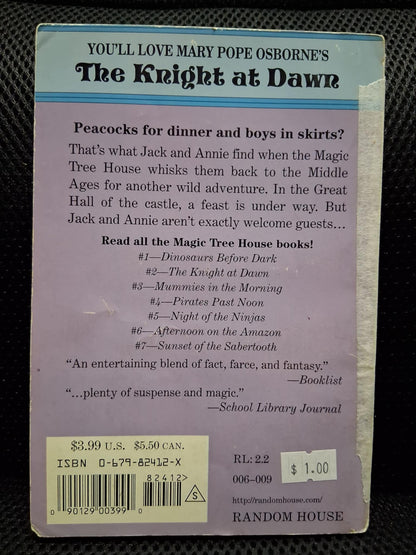 YOU'LL LOVE MARY POPE OSBORNE'S
The Knight at Dawn
Peacocks for dinner and boys in skirts?
That's what Jack and Annie find when the Magic
Tree House whisks them back to the Middle
Ages for another wild adventure. In the Great
Hall of the castle, a feast is under way. But
Jack and Annie aren't exactly welcome guests...
Read all the Magic Tree House books!
#1—Dinosaurs Before Dark
#2—The Knight at Dawn
#3—Mummies in the Morning
#4—Pirates Past Noon
#5—Night of the Ninjas
#6—Afternoon on the Amazon
#7—Sunset of the Sabertooth
"An entertaining blend of fact, farce, and fantasy."
—Booklist
"...plenty of suspense and magic."
—School Library Journal
$3.99 U.S. $5.50 CAN.
ISBN 0-679-82412-X
82412>
S
0 90129 00399 0
RL: 2.2
006–009
$ 1.00
http://randomhouse.com/
RANDOM HOUSE